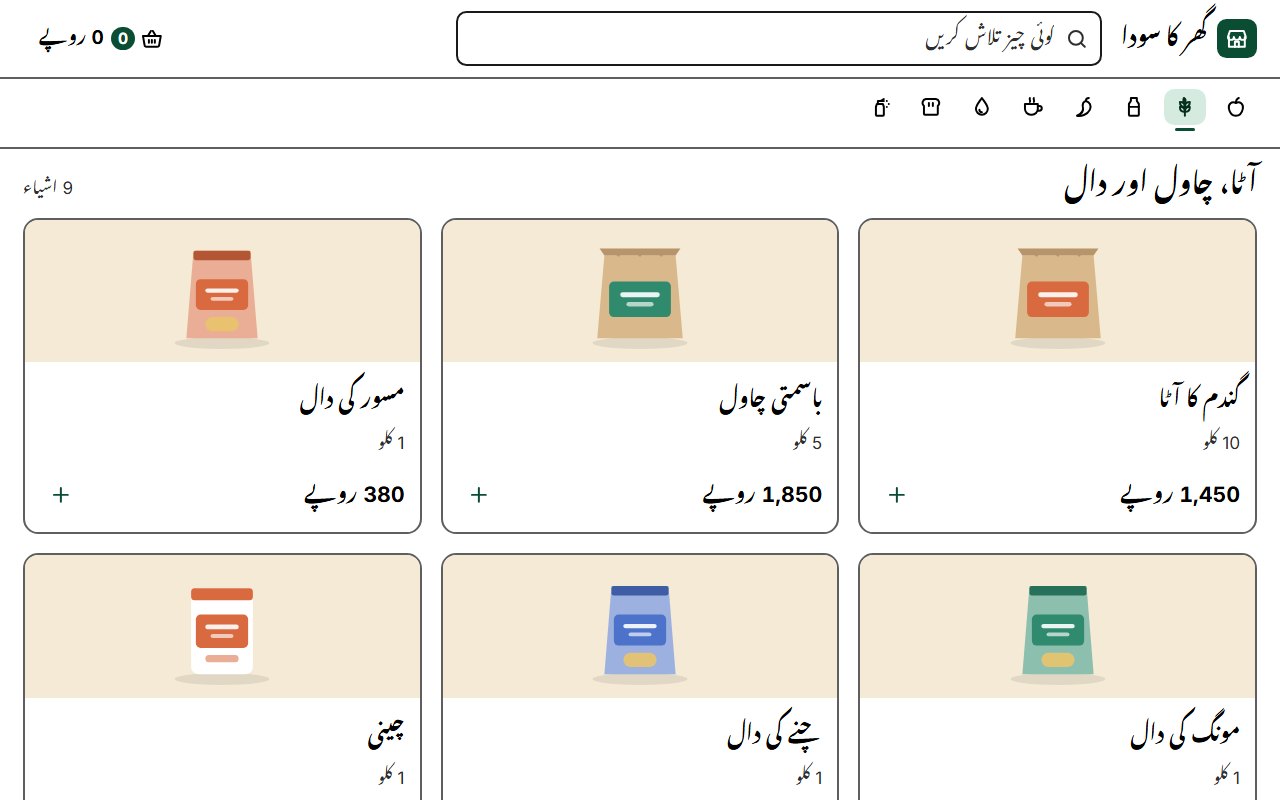 گھر کا سودا
کوئی چیز تلاش کریں
0 0 روپے
آٹا، چاول اور دال
9 اشیاء
گندم کا آٹا
10 کلو
1,450 روپے
باسمتی چاول
5 کلو
1,850 روپے
مسور کی دال
1 کلو
380 روپے
مونگ کی دال
1 کلو
چنے کی دال
1 کلو
چینی
1 کلو